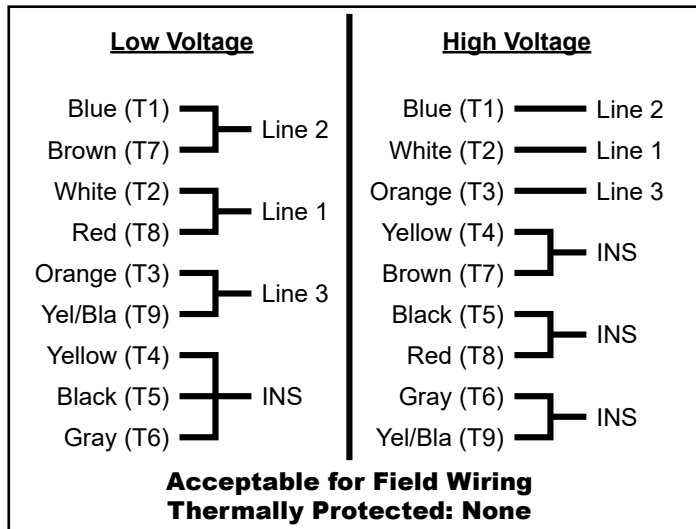 Low Voltage
Blue (T1)
Brown (T7)
Line 2
White (T2)
Red (T8)
Line 1
Orange (T3)
Yel/Bla (T9)
Line 3
Yellow (T4)
Black (T5)
Gray (T6)
INS
High Voltage
Blue (T1) Line 2
White (T2) Line 1
Orange (T3) Line 3
Yellow (T4)
Brown (T7)
INS
Black (T5)
Red (T8)
INS
Gray (T6)
Yel/Bla (T9)
INS
Acceptable for Field Wiring
Thermally Protected: None